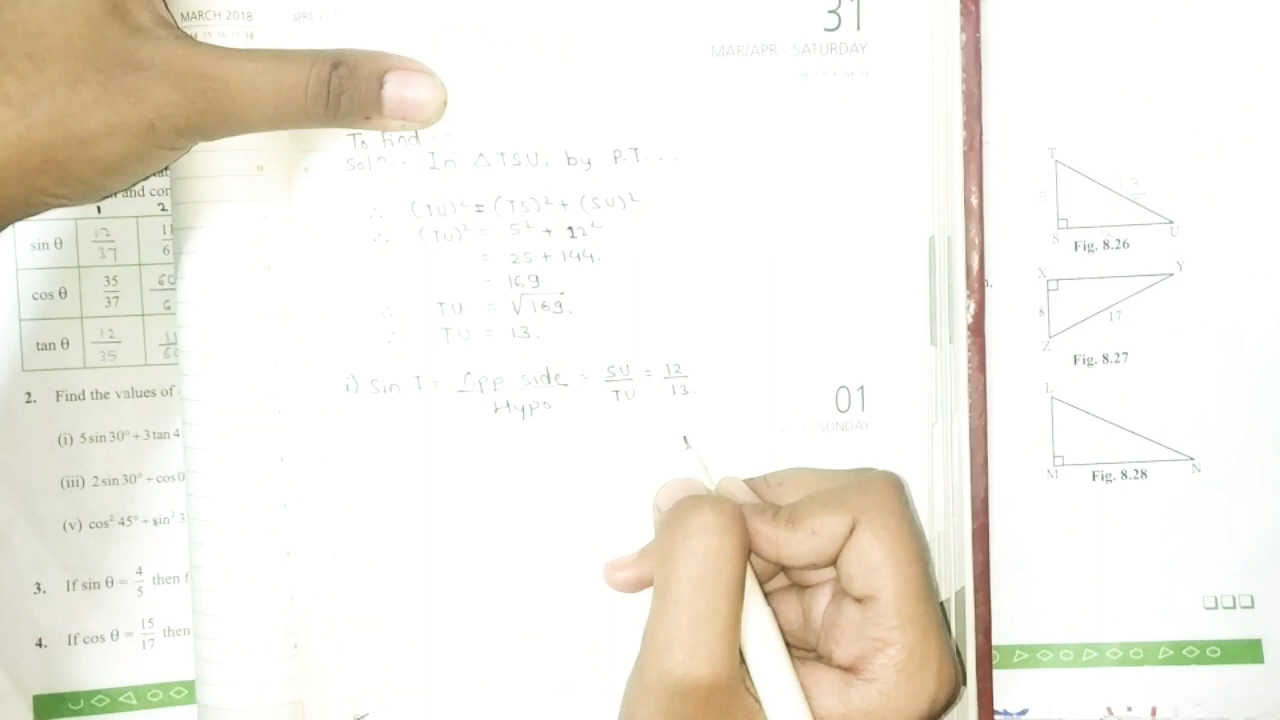 MARCH 2018
31
MAR/APR - SATURDAY
To find
Sol?:- In ΔTSU, by P.T...
∴ (TU)² = (TS)² + (SU)²
∴ (TU)² = 5² + 12²
= 25 + 144.
= 169
∴ TU = √169.
∴ TU = 13.
i) Sin T = Opp side / Hypo = SU/TU = 12/13.
01
SUNDAY
and cor
1 2
sin θ 12/37
cos θ 35/37
tan θ 12/35
2. Find the values of
(i) 5 sin 30° + 3 tan 4
(iii) 2 sin 30° + cos 0
(v) cos² 45° + sin² 3
3. If sin θ = 4/5 then f
4. If cos θ = 15/17 then
T
S U
Fig. 8.26
X Y
8 17
Z
Fig. 8.27
L
M N
Fig. 8.28